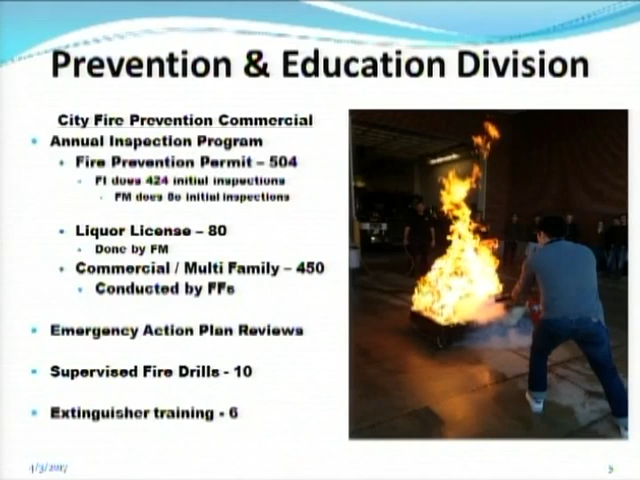 Prevention & Education Division
City Fire Prevention Commercial
Annual Inspection Program
Fire Prevention Permit – 504
FI does 424 initial inspections
FM does 80 initial inspections
Liquor License – 80
Done by FM
Commercial / Multi Family – 450
Conducted by FFs
Emergency Action Plan Reviews
Supervised Fire Drills - 10
Extinguisher training - 6
1/3/2017